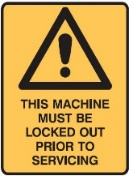 THIS MACHINE
MUST BE
LOCKED OUT
PRIOR TO
SERVICING